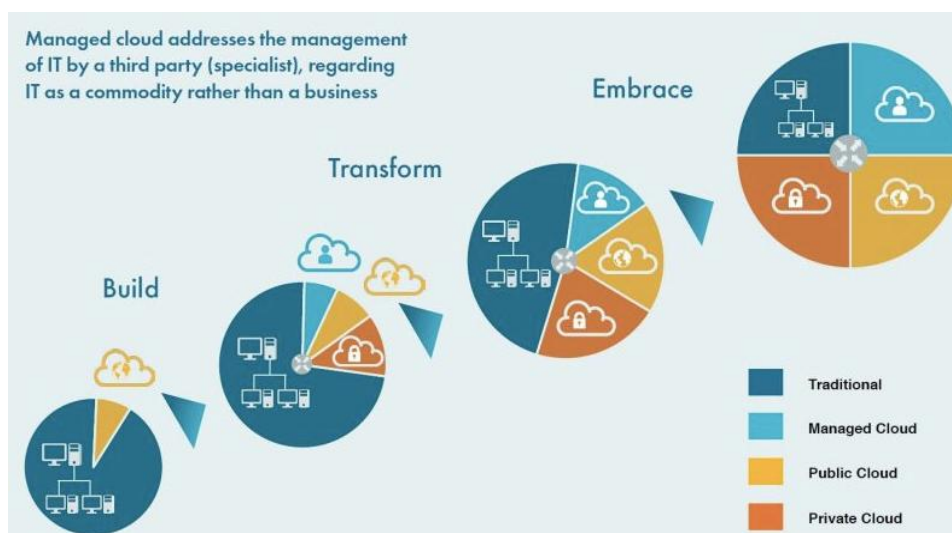 Managed cloud addresses the management
of IT by a third party (specialist), regarding
IT as a commodity rather than a business
Embrace
Transform
Build
Traditional
Managed Cloud
Public Cloud
Private Cloud